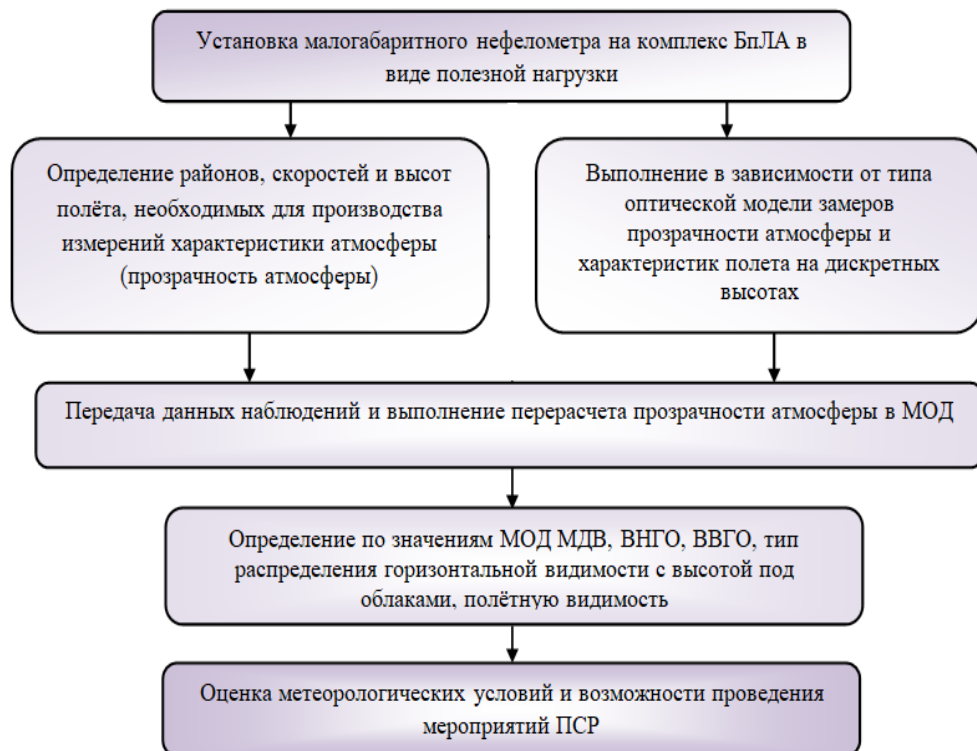 Установка малогабаритного нефелометра на комплекс БпЛА в
виде полезной нагрузки
Определение районов, скоростей и высот
полёта, необходимых для производства
измерений характеристики атмосферы
(прозрачность атмосферы)
Выполнение в зависимости от типа
оптической модели замеров
прозрачности атмосферы и
характеристик полета на дискретных
высотах
Передача данных наблюдений и выполнение перерасчета прозрачности атмосферы в МОД
Определение по значениям МОД МДВ, ВНГО, ВВГО, тип
распределения горизонтальной видимости с высотой под
облаками, полётную видимость
Оценка метеорологических условий и возможности проведения
мероприятий ПСР